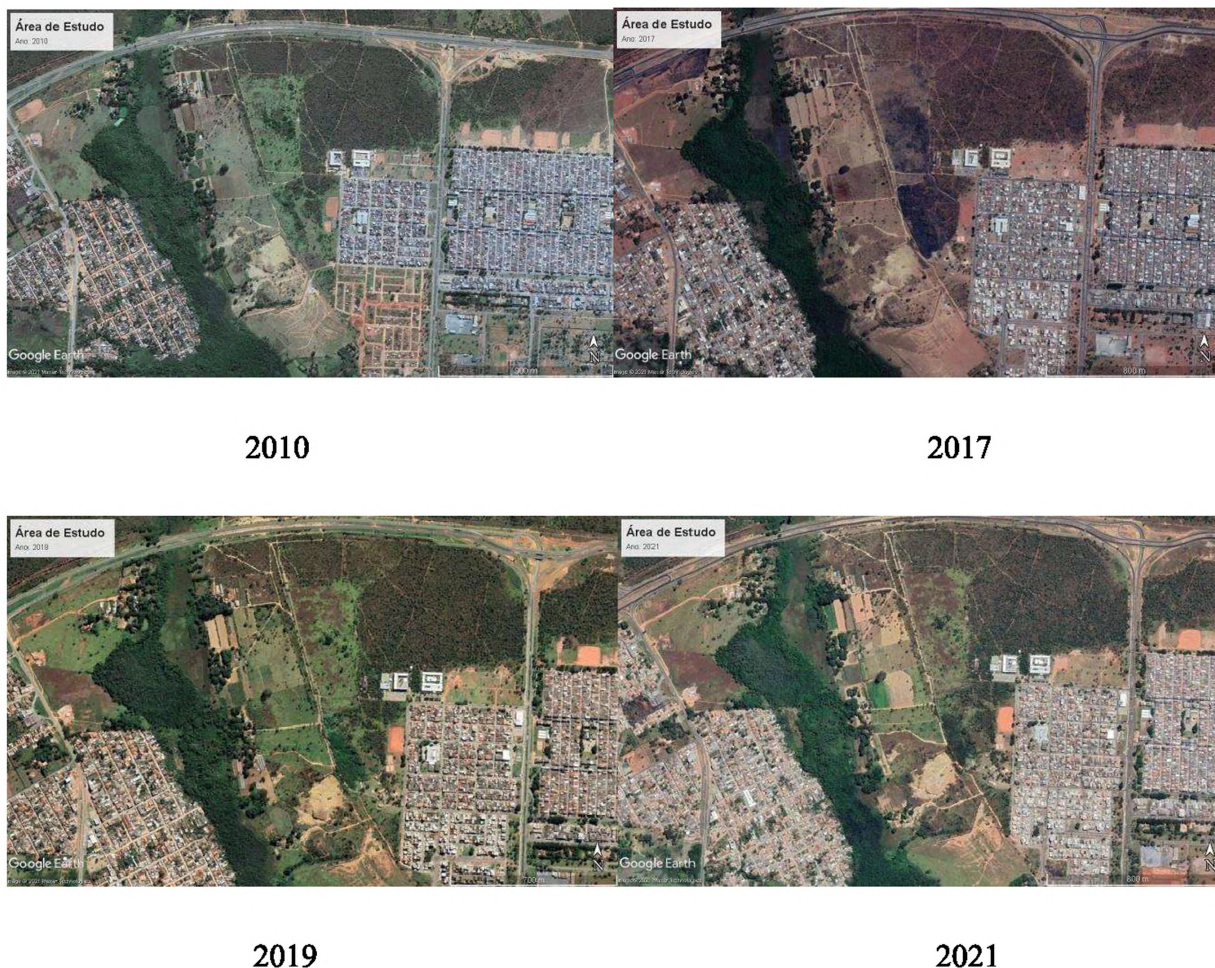 Área de Estudo
Ano: 2010
Google Earth
N
Área de Estudo
Ano: 2017
Google Earth
N
800 m
2010
2017
Área de Estudo
Ano: 2019
Google Earth
N
700 m
Área de Estudo
Ano: 2021
Google Earth
N
800 m
2019
2021